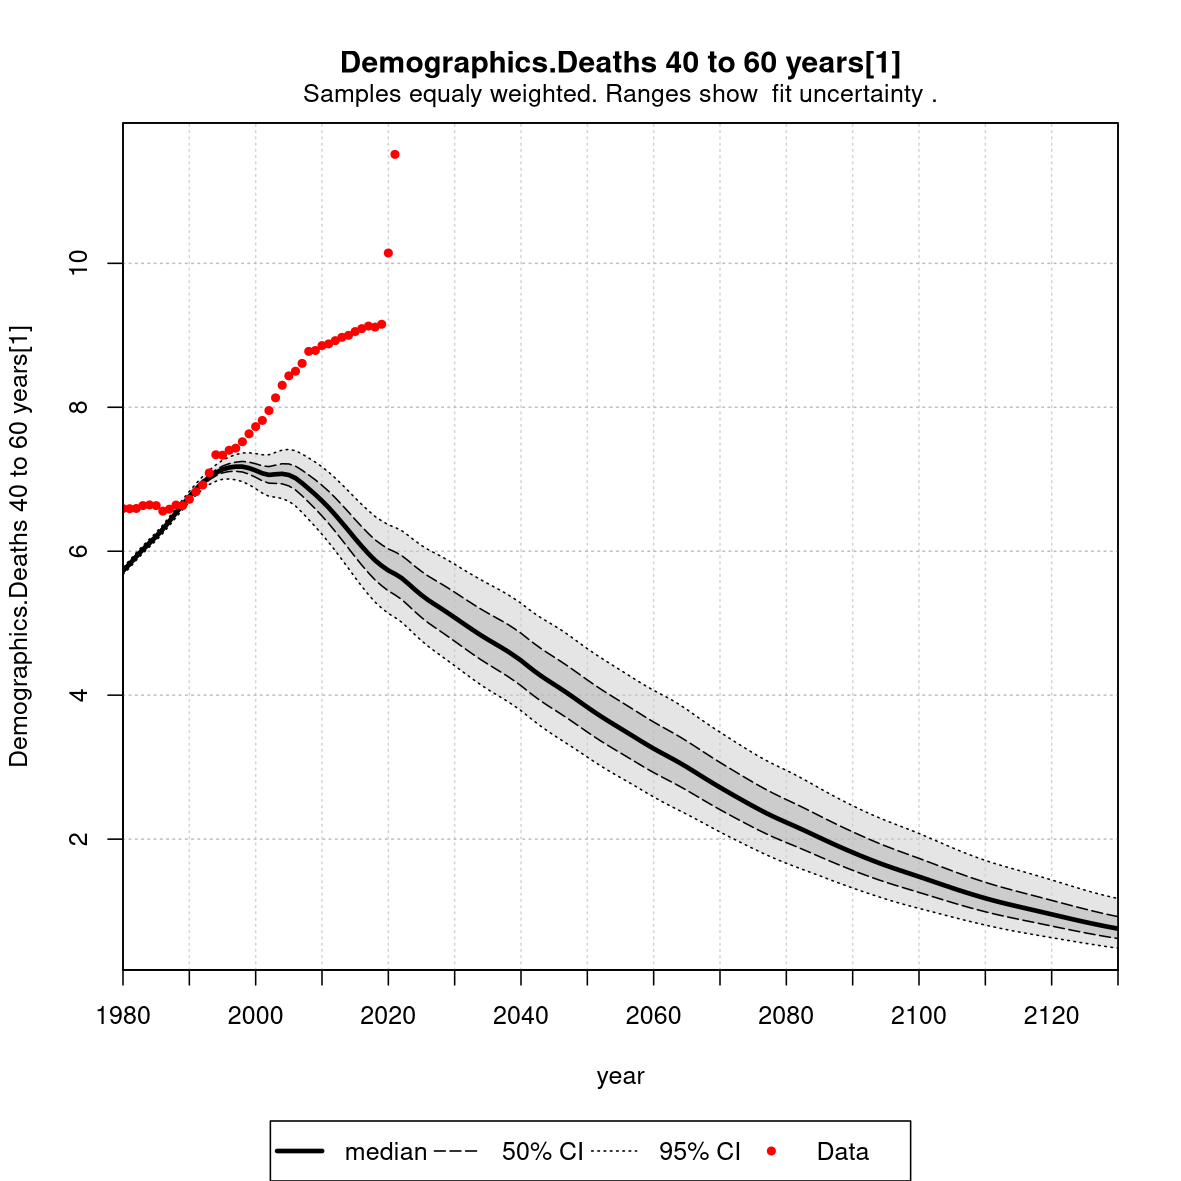 Demographics.Deaths 40 to 60 years[1]
Samples equaly weighted. Ranges show  fit uncertainty .
Demographics.Deaths 40 to 60 years[1]
10
8
6
4
2
1980 2000 2020 2040 2060 2080 2100 2120
year
median 50% CI 95% CI Data